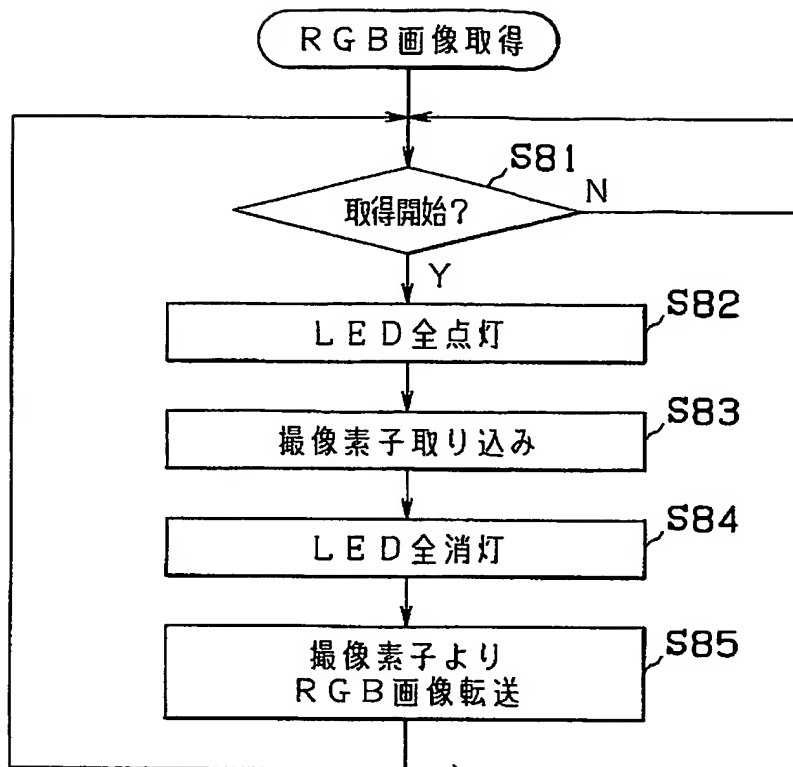 RGB画像取得
S81
取得開始?
N
Y
S82
LED全点灯
S83
撮像素子取り込み
S84
LED全消灯
S85
撮像素子より
RGB画像転送